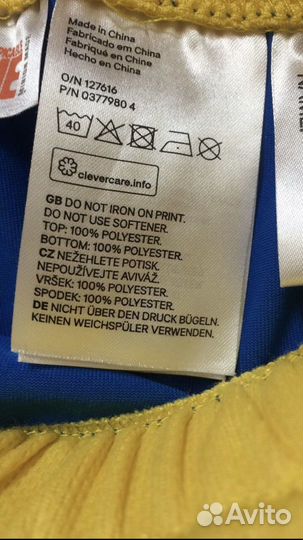 Made in China
Fabricado em China
Fabriqué en Chine
Hecho en China
O/N 127616
P/N 0377980 4
40
clevercare.info
GB DO NOT IRON ON PRINT.
DO NOT USE SOFTENER.
TOP: 100% POLYESTER.
BOTTOM: 100% POLYESTER.
CZ NEŽEHLETE POTISK.
NEPOUŽÍVEJTE AVIVÁŽ.
VRŠEK: 100% POLYESTER.
SPODEK: 100% POLYESTER.
DE NICHT ÜBER DEN DRUCK BÜGELN.
KEINEN WEICHSPÜLER VERWENDEN.
Avito